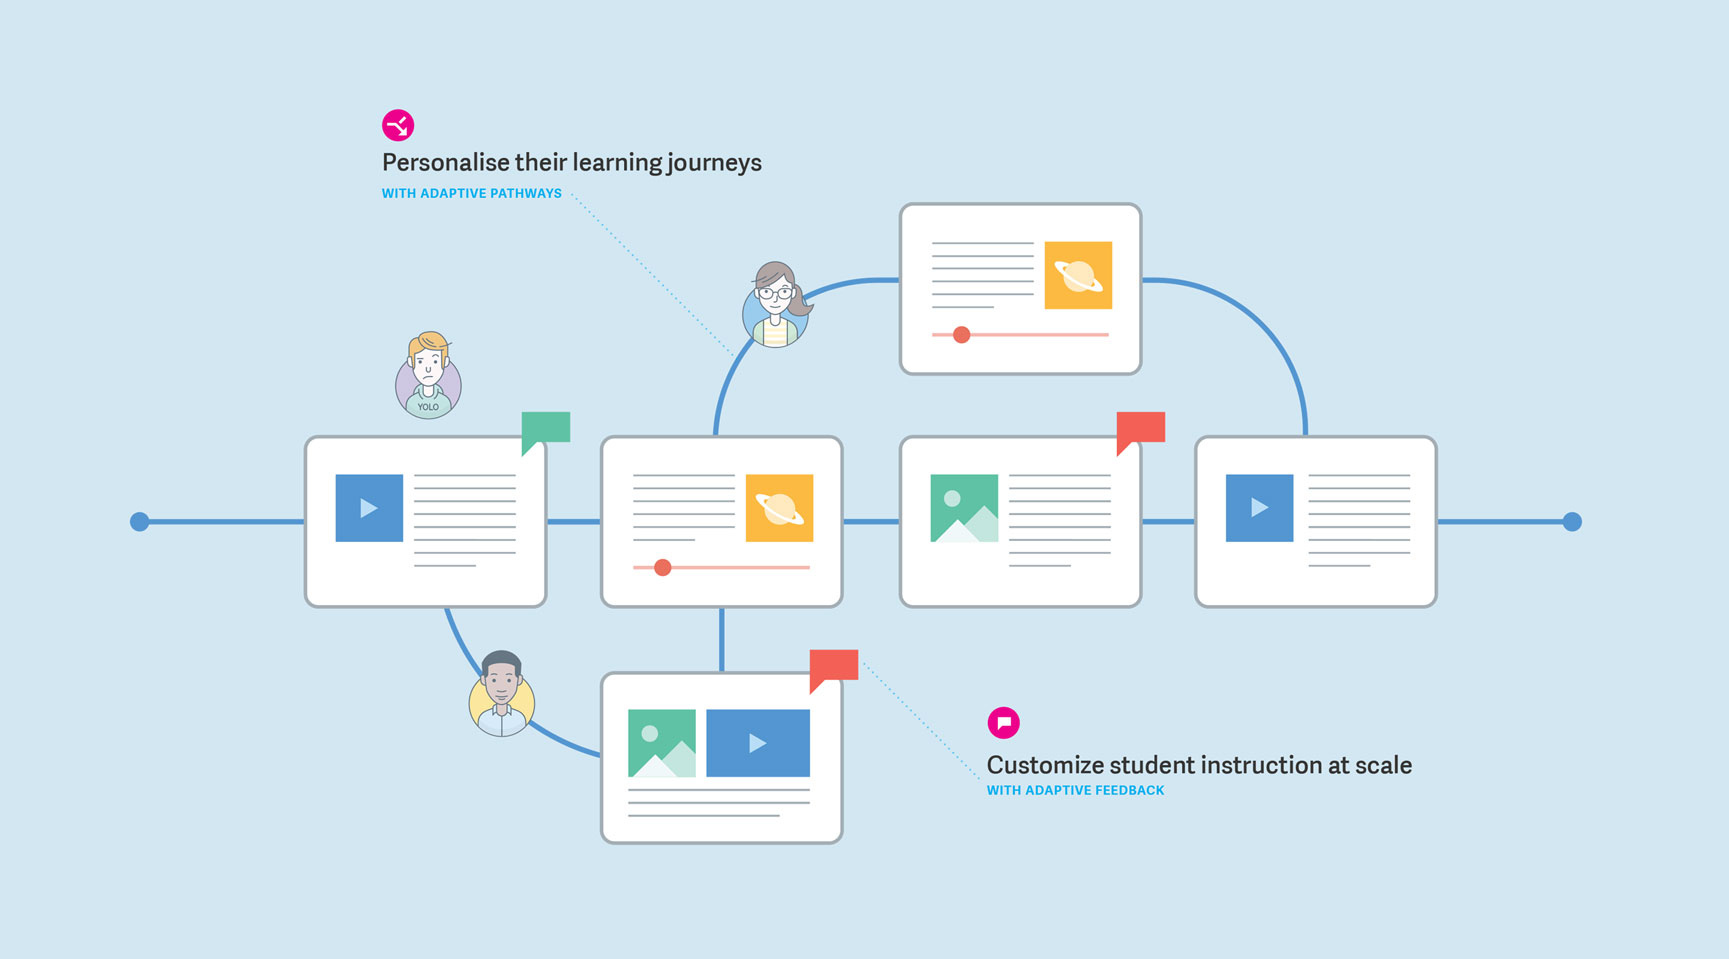 Personalise their learning journeys
WITH ADAPTIVE PATHWAYS
YOLO
Customize student instruction at scale
WITH ADAPTIVE FEEDBACK